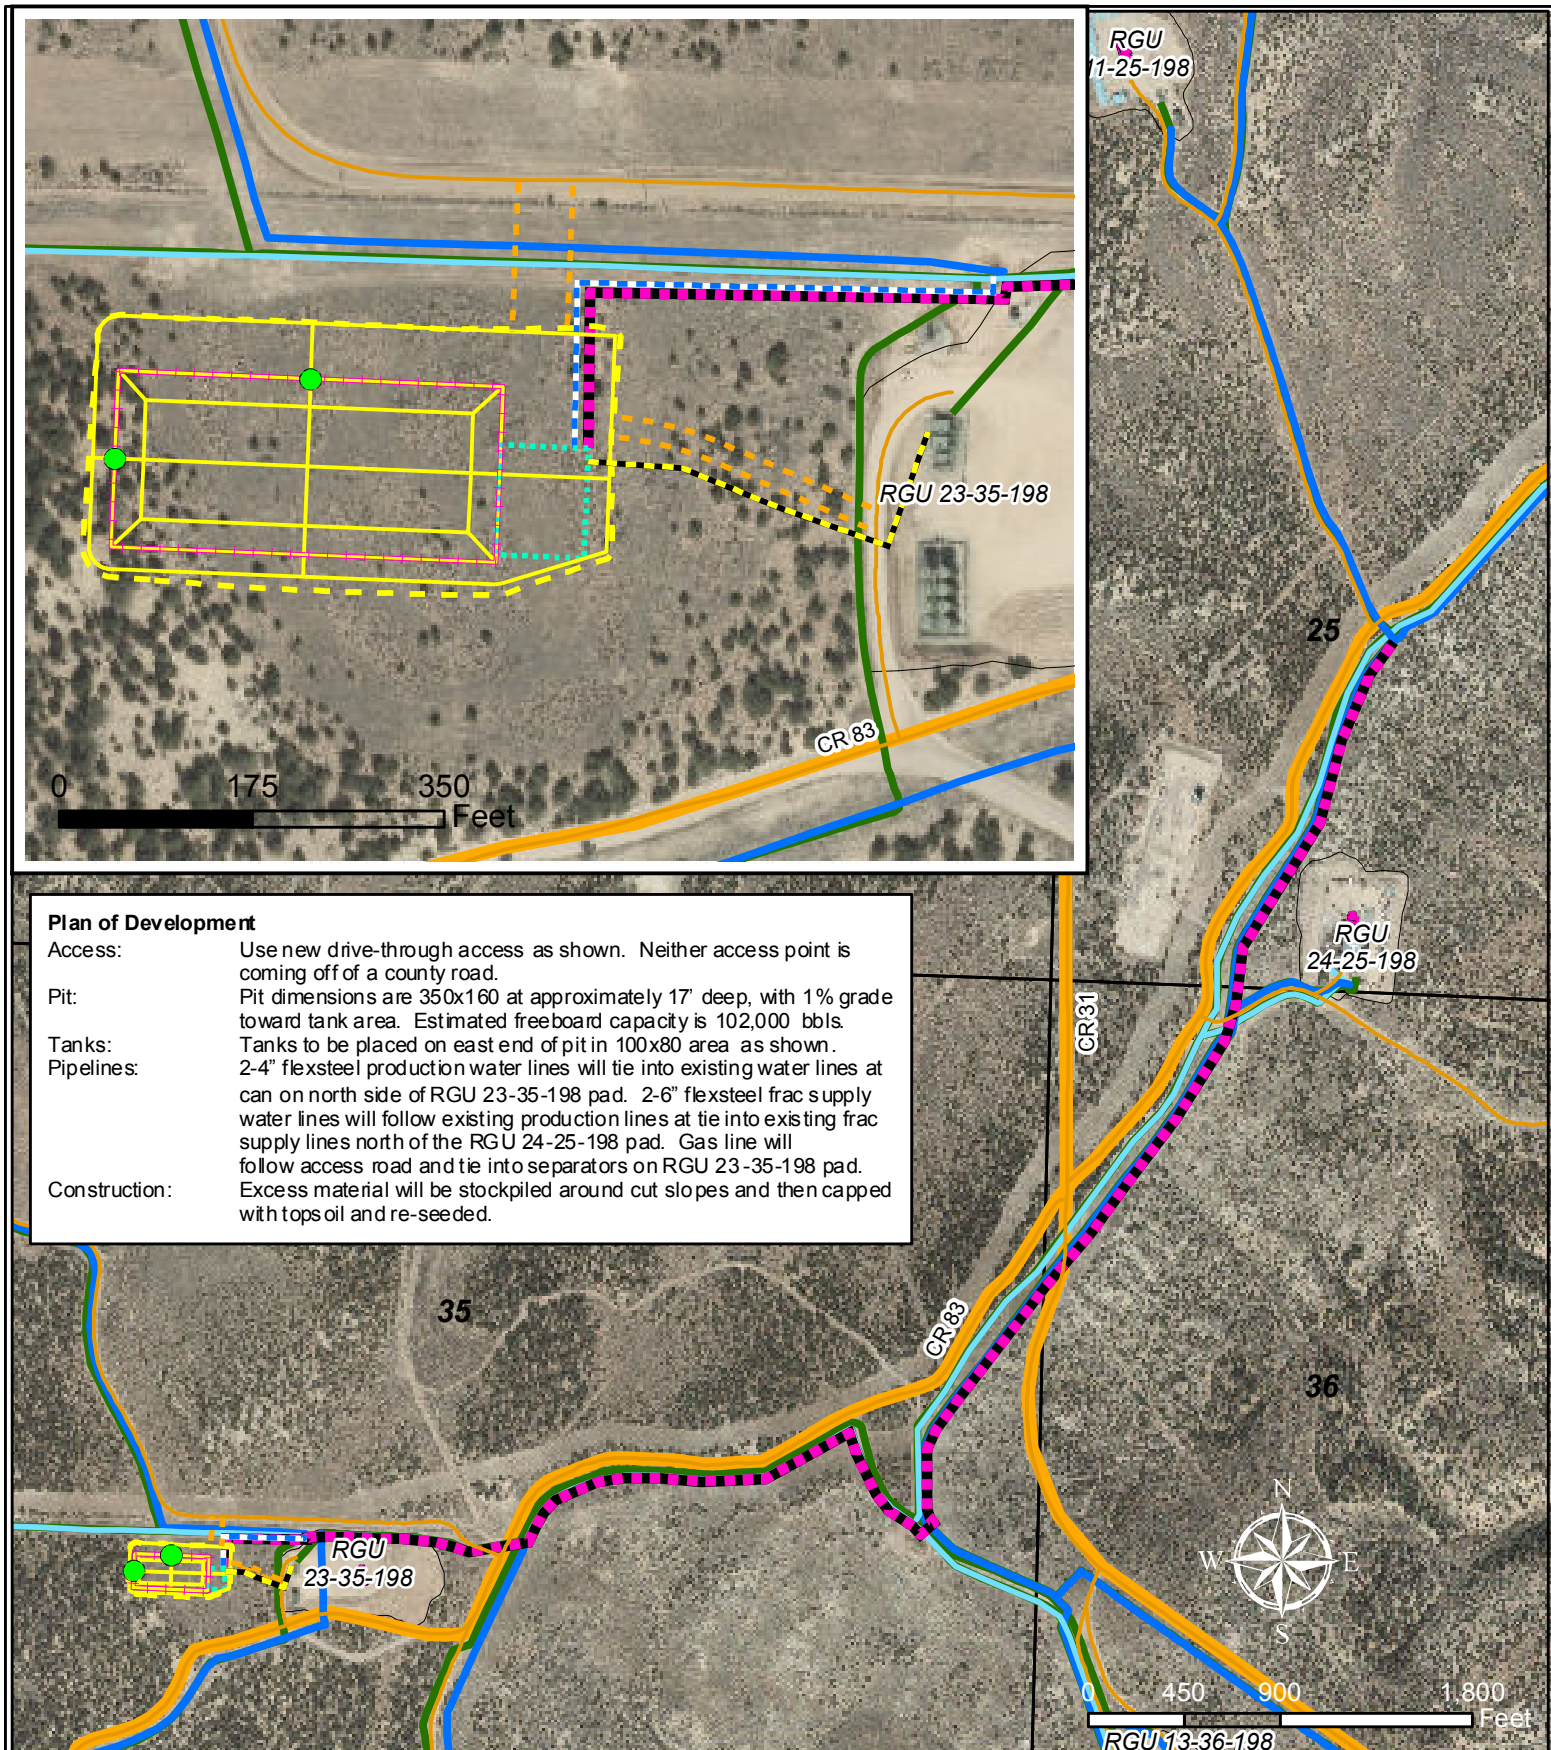 RGU
11-25-198
RGU 23-35-198
CR 83
0 175 350
Feet
25
Plan of Development
Access: Use new drive-through access as shown. Neither access point is
coming off of a county road.
Pit: Pit dimensions are 350x160 at approximately 17' deep, with 1% grade
toward tank area. Estimated freeboard capacity is 102,000 bbls.
Tanks: Tanks to be placed on east end of pit in 100x80 area as shown.
Pipelines: 2-4" flexsteel production water lines will tie into existing water lines at
can on north side of RGU 23-35-198 pad. 2-6" flexsteel frac supply
water lines will follow existing production lines at tie into existing frac
supply lines north of the RGU 24-25-198 pad. Gas line will
follow access road and tie into separators on RGU 23-35-198 pad.
Construction: Excess material will be stockpiled around cut slopes and then capped
with topsoil and re-seeded.
RGU
24-25-198
CR 31
35
CR 83
36
RGU
23-35-198
N
W E
S
0 450 900 1,800
Feet
RGU 13-36-198